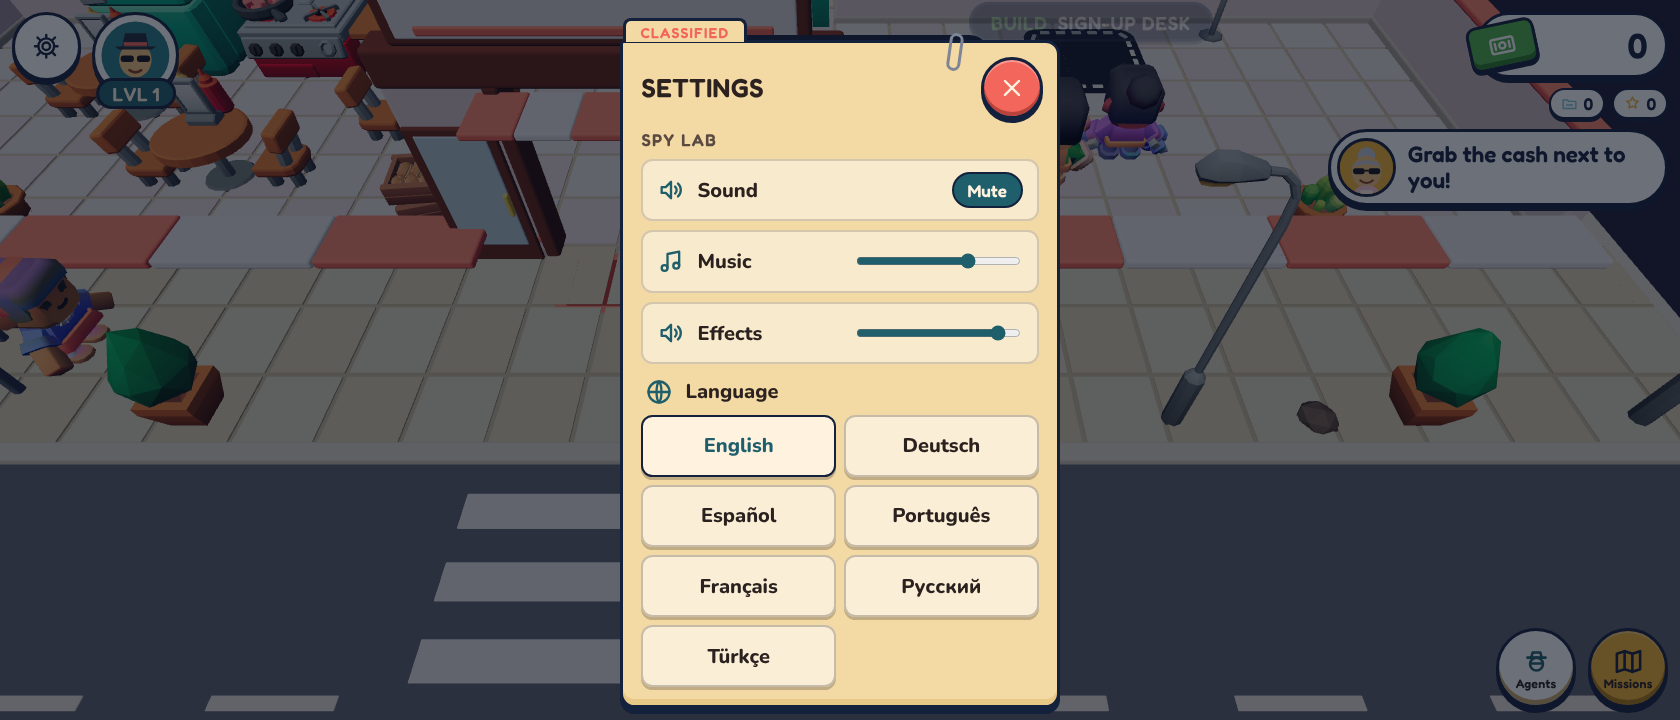 BUILD SIGN-UP DESK
CLASSIFIED
SETTINGS
SPY LAB
Sound
Mute
Music
Effects
Language
English
Deutsch
Español
Português
Français
Русский
Türkçe
LVL 1
0
0
0
Grab the cash next to
you!
Agents
Missions